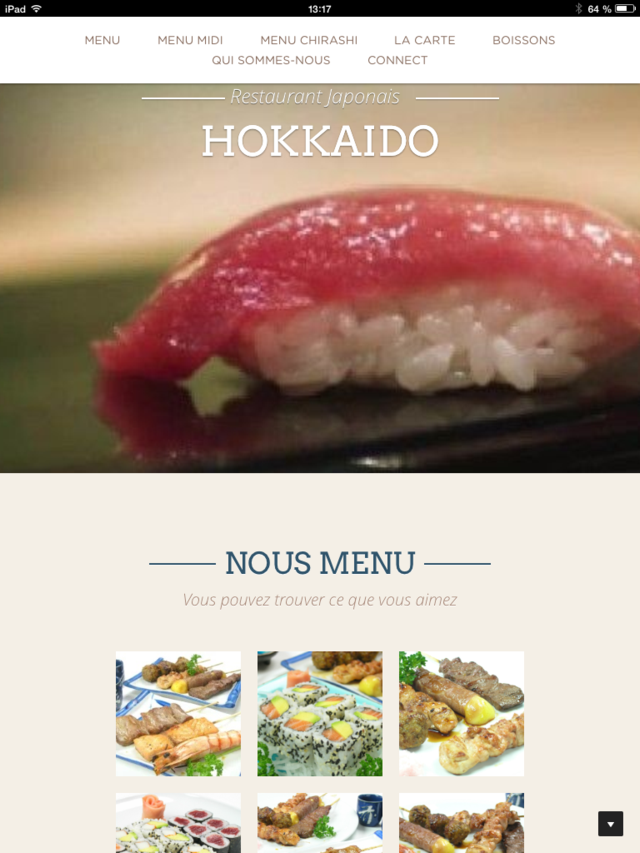 iPad 13:17 64 %
MENU MENU MIDI MENU CHIRASHI LA CARTE BOISSONS
QUI SOMMES-NOUS CONNECT
Restaurant Japonais
HOKKAIDO
NOUS MENU
Vous pouvez trouver ce que vous aimez